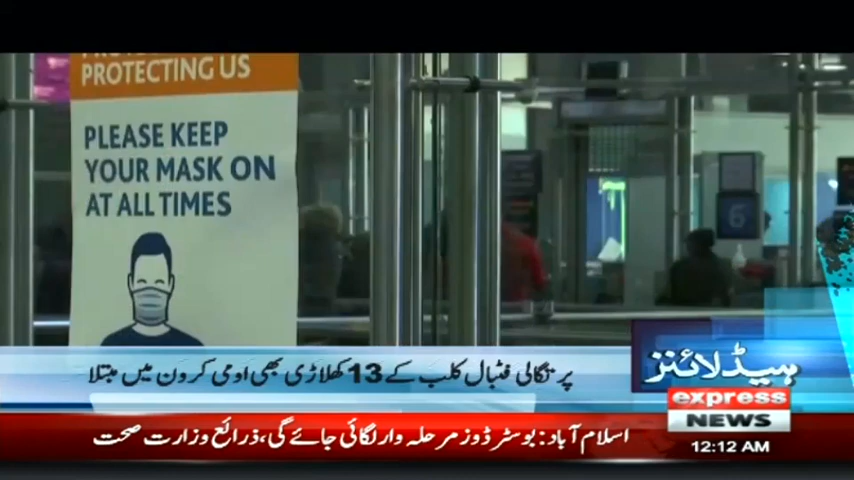 PROTECTING US
PLEASE KEEP
YOUR MASK ON
AT ALL TIMES
6
ہیڈلائنز
پرتگالی فٹبال کلب کے 13 کھلاڑی بھی اومی کرون میں مبتلا
express
NEWS
اسلام آباد: بوسٹر ڈوز مرحلہ وار لگائی جائے گی، ذرائع وزارت صحت
12:12 AM